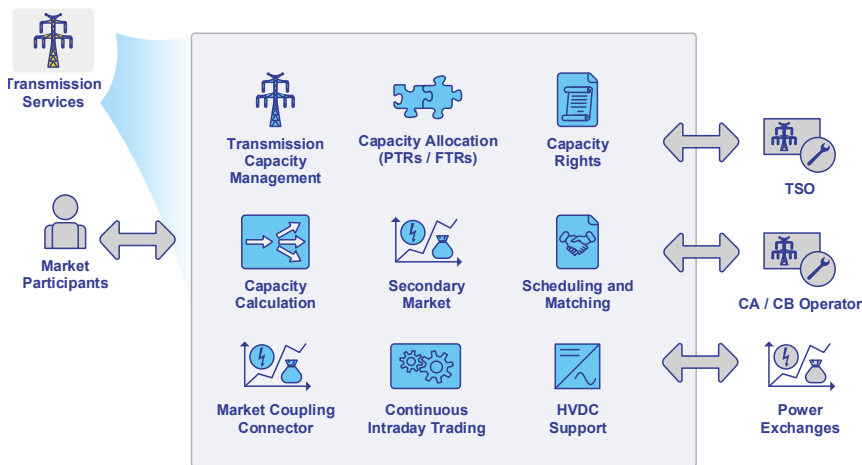 Transmission
Services
Transmission
Capacity
Management
Capacity Allocation
(PTRs / FTRs)
Capacity
Rights
TSO
Market
Participants
Capacity
Calculation
Secondary
Market
Scheduling and
Matching
CA / CB Operator
Market Coupling
Connector
Continuous
Intraday Trading
HVDC
Support
Power
Exchanges